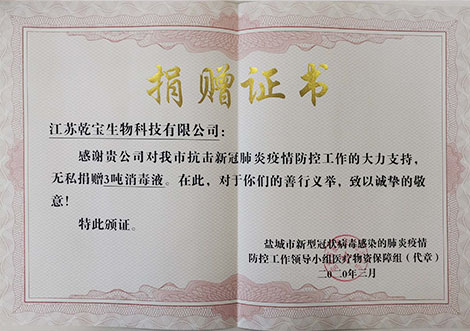 捐赠证书
江苏乾宝生物科技有限公司：
感谢贵公司对我市抗击新冠肺炎疫情防控工作的大力支持，
无私捐赠3吨消毒液。在此，对于你们的善行义举，致以诚挚的敬
意！
特此颁证。
盐城市新型冠状病毒感染的肺炎疫情
防控工作领导小组医疗物资保障组（代章）
二〇二〇年三月